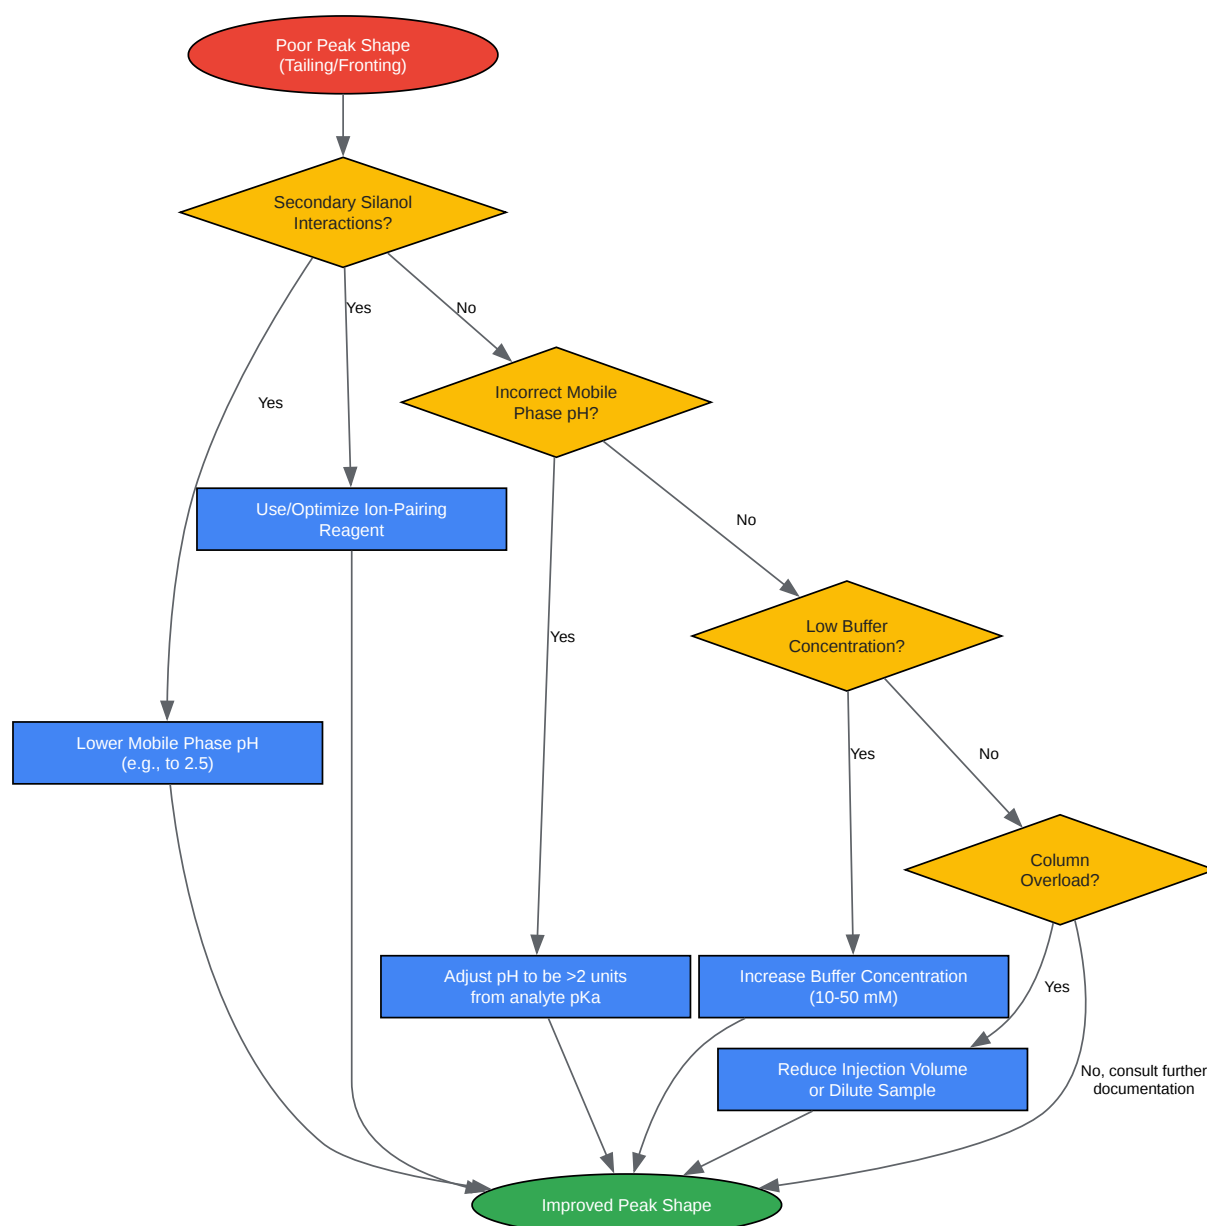 Poor Peak Shape
(Tailing/Fronting)
Secondary Silanol
Interactions?
Yes
No
Incorrect Mobile
Phase pH?
Yes
Use/Optimize Ion-Pairing
Reagent
No
Low Buffer
Concentration?
Yes
Lower Mobile Phase pH
(e.g., to 2.5)
Yes
No
Column
Overload?
Adjust pH to be >2 units
from analyte pKa
Increase Buffer Concentration
(10-50 mM)
Yes
Reduce Injection Volume
or Dilute Sample
No, consult further
documentation
Improved Peak Shape